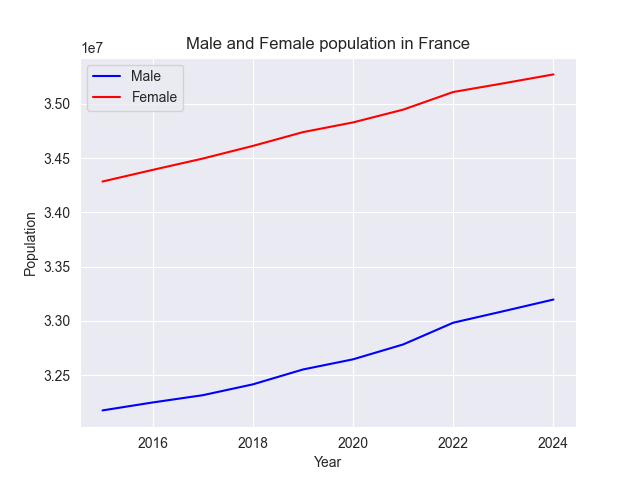 Male and Female population in France
1e7
Male
Female
3.50
3.45
3.40
3.35
3.30
3.25
Population
2016 2018 2020 2022 2024
Year